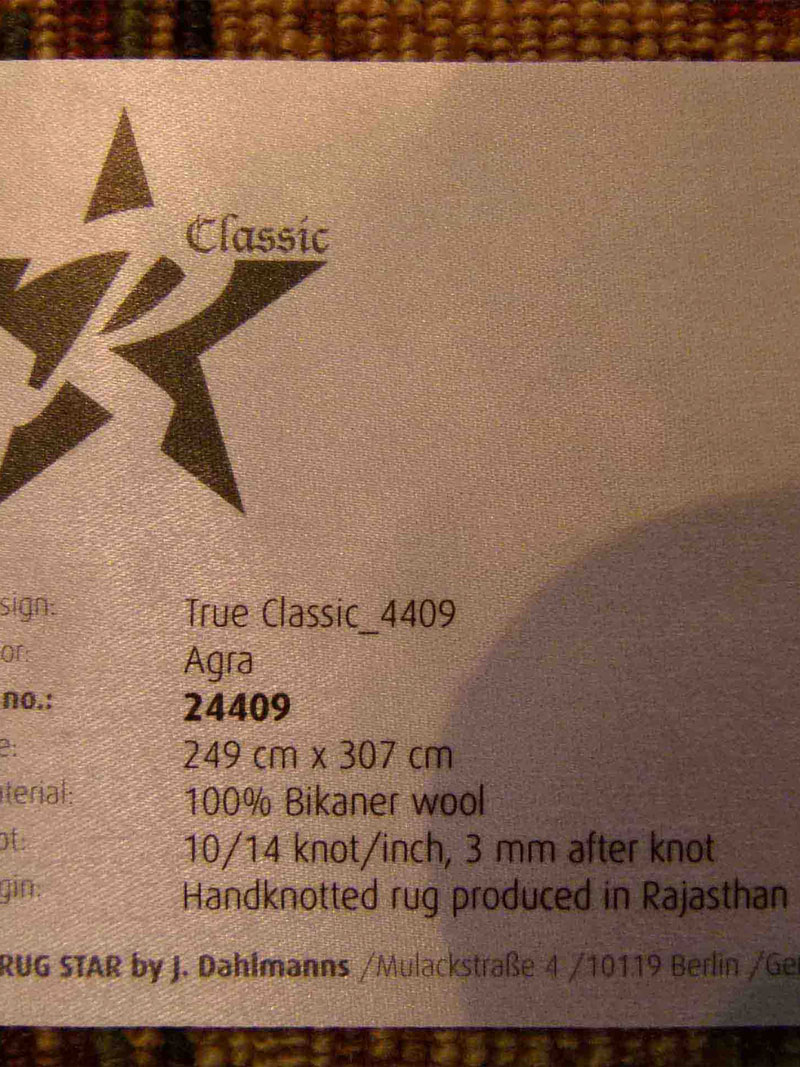 Classic
sign: True Classic_4409
or: Agra
no.: 24409
e: 249 cm x 307 cm
terial: 100% Bikaner wool
ot: 10/14 knot/inch, 3 mm after knot
gin: Handknotted rug produced in Rajasthan
RUG STAR by J. Dahlmanns /Mulackstraße 4 /10119 Berlin /Ge